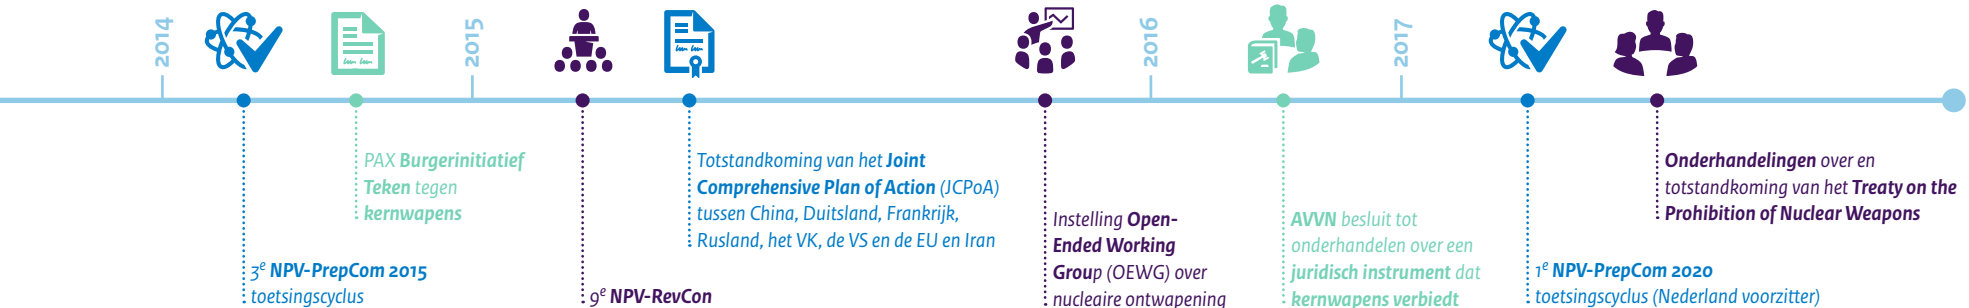 2014
2015
2016
2017
3e NPV-PrepCom 2015
toetsingscyclus
PAX Burgerinitiatief
Teken tegen
kernwapens
9e NPV-RevCon
Totstandkoming van het Joint
Comprehensive Plan of Action (JCPoA)
tussen China, Duitsland, Frankrijk,
Rusland, het VK, de VS en de EU en Iran
Instelling Open-
Ended Working
Group (OEWG) over
nucleaire ontwapening
AVVN besluit tot
onderhandelen over een
juridisch instrument dat
kernwapens verbiedt
1e NPV-PrepCom 2020
toetsingscyclus (Nederland voorzitter)
Onderhandelingen over en
totstandkoming van het Treaty on the
Prohibition of Nuclear Weapons